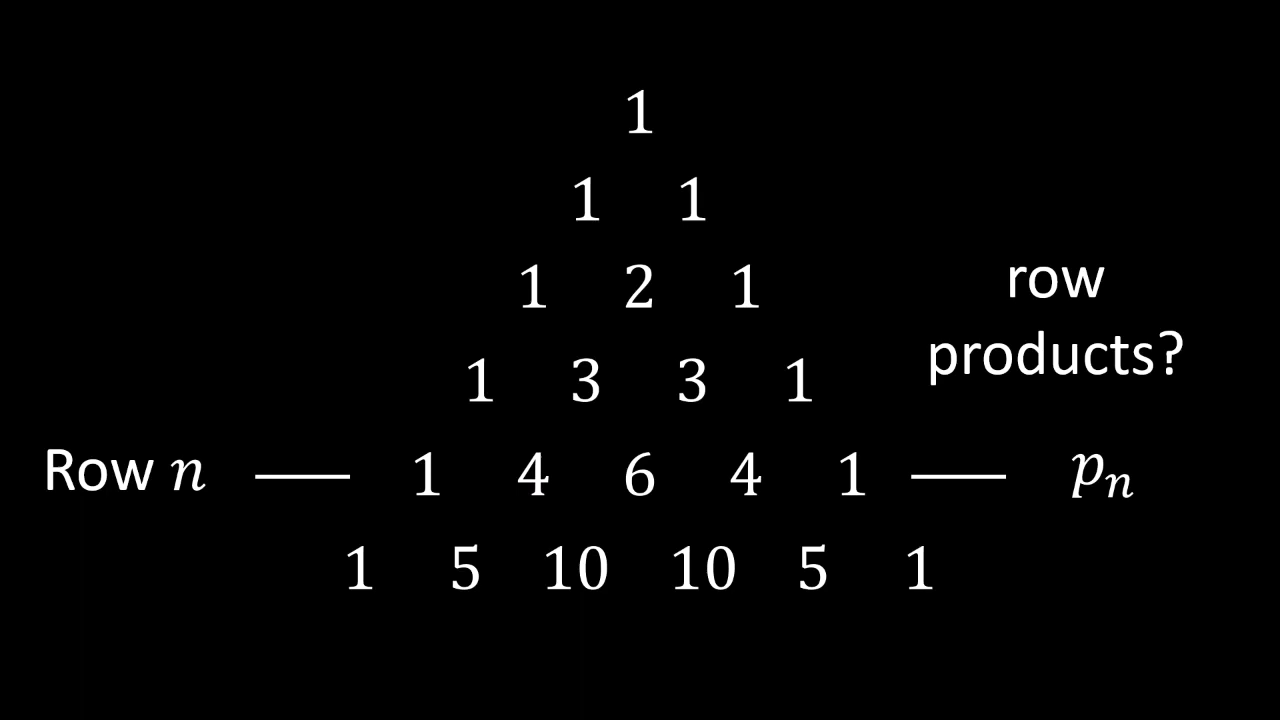 1
1 1
1 2 1
row
products?
1 3 3 1
Row n — 1 4 6 4 1 — pₙ
1 5 10 10 5 1